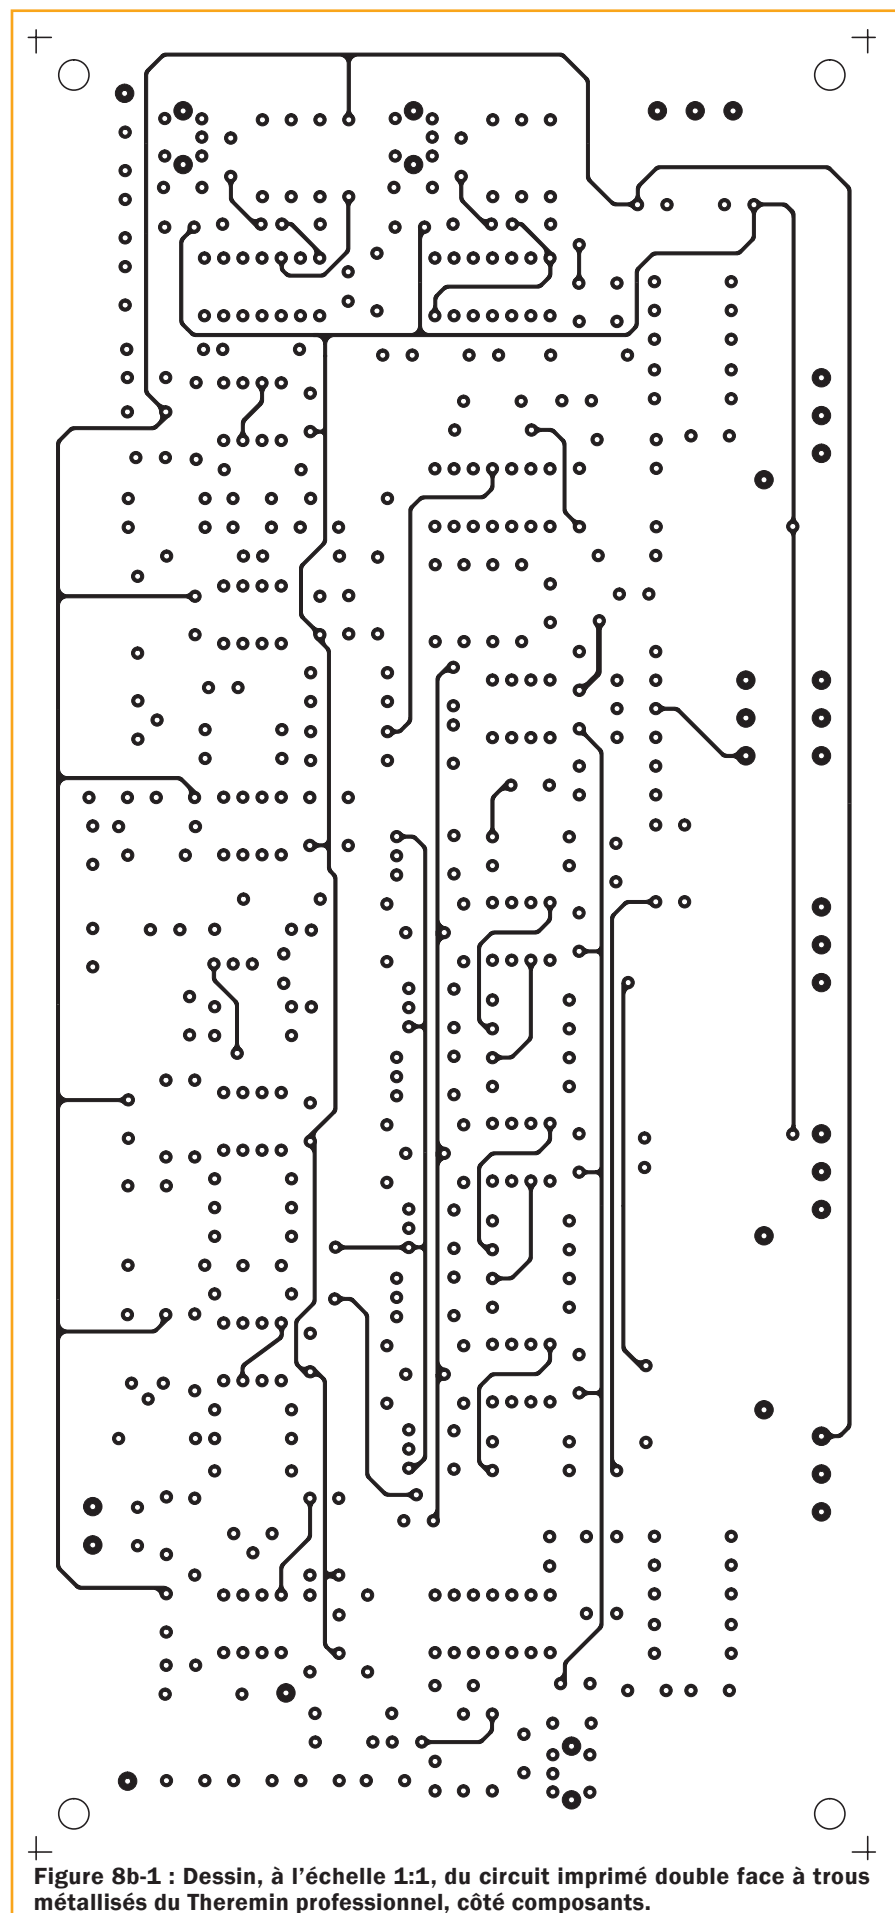 Figure 8b-1 : Dessin, à l'échelle 1:1, du circuit imprimé double face à trous
métallisés du Theremin professionnel, côté composants.